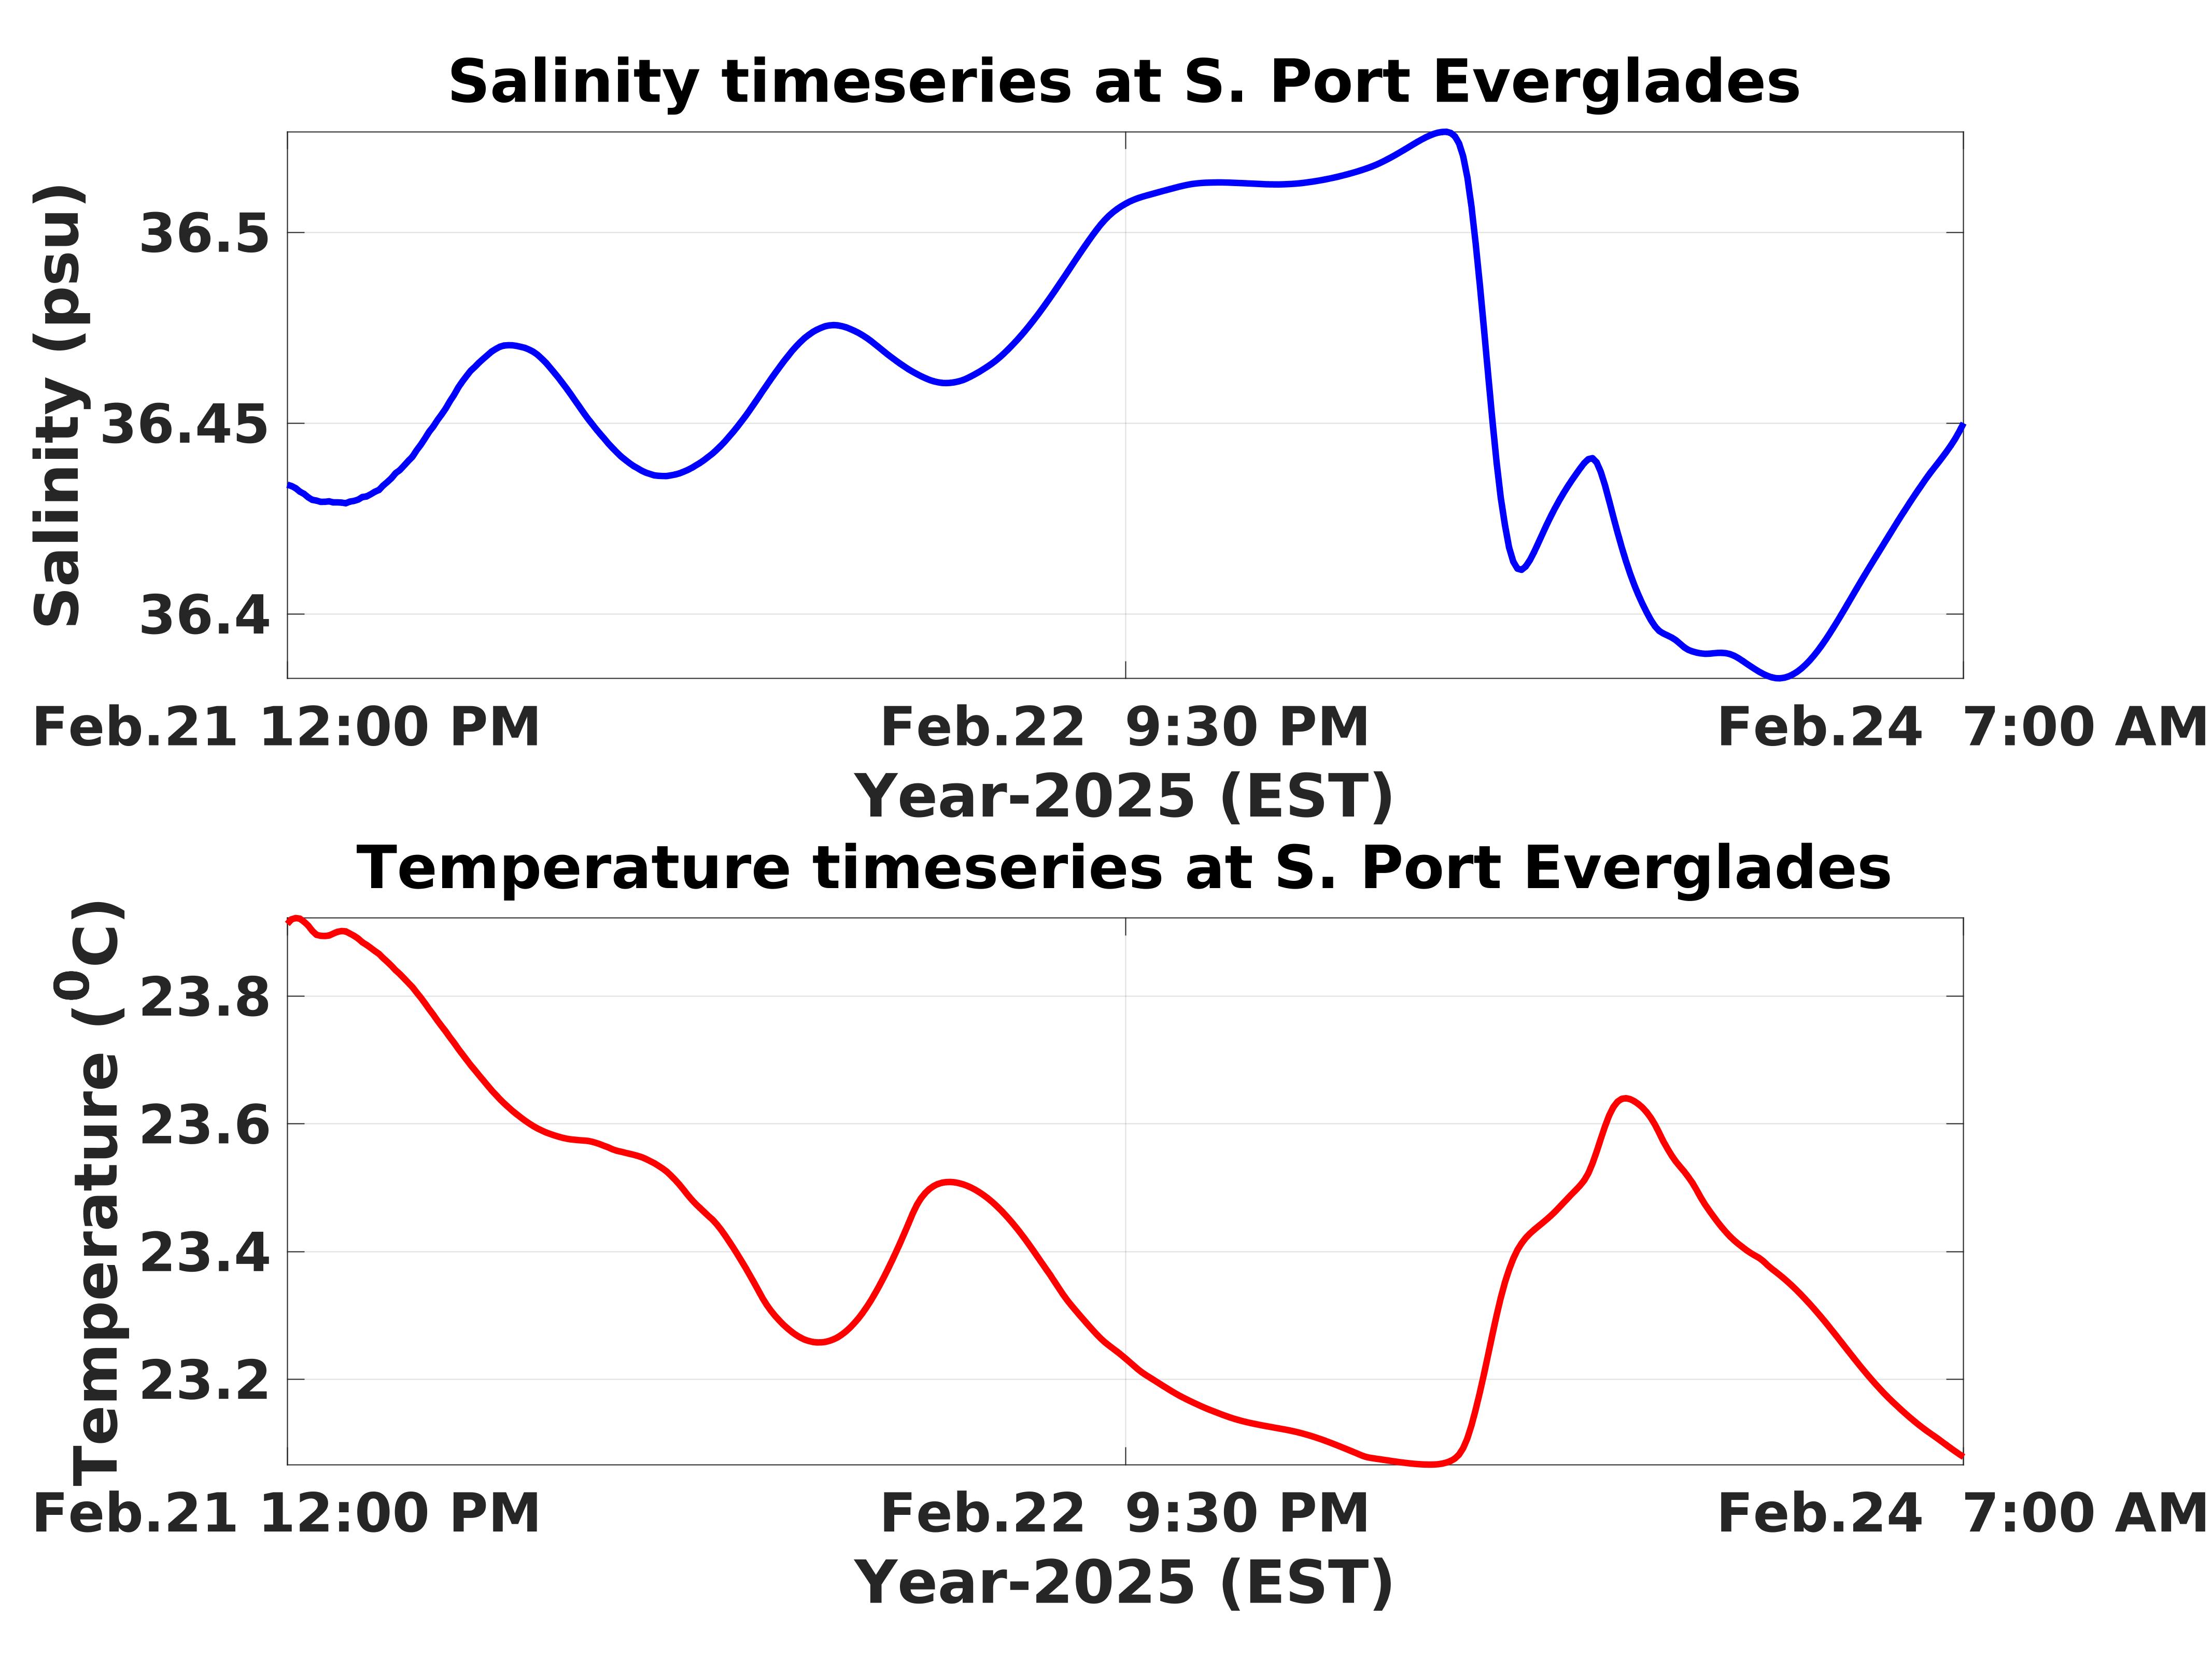 Salinity timeseries at S. Port Everglades
Salinity (psu)
36.5
36.45
36.4
Feb.21 12:00 PM Feb.22 9:30 PM Feb.24 7:00 AM
Year-2025 (EST)
Temperature timeseries at S. Port Everglades
Temperature (⁰C)
23.8
23.6
23.4
23.2
Feb.21 12:00 PM Feb.22 9:30 PM Feb.24 7:00 AM
Year-2025 (EST)